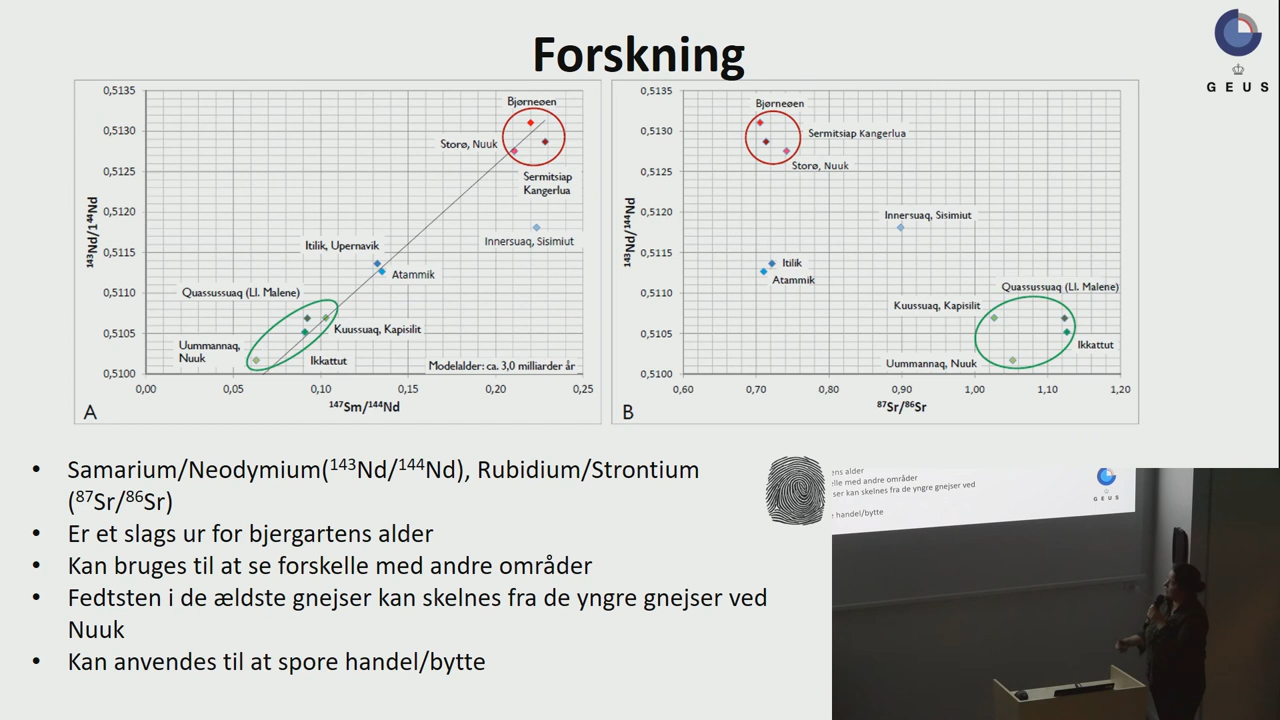 Forskning
GEUS
0,5135
0,5130
0,5125
0,5120
0,5115
0,5110
0,5105
0,5100
0,00
0,05
0,10
0,15
0,20
0,25
¹⁴³Nd/1⁴⁴Nd
¹⁴⁷Sm/¹⁴⁴Nd
A
Bjørneøen
Storø, Nuuk
Sermitsiap
Kangerlua
Innersuaq, Sisimiut
Itilik, Upernavik
Atammik
Quassussuaq (Ll. Malene)
Kuussuaq, Kapisilit
Uummannaq,
Nuuk
Ikkattut
Modelalder: ca. 3,0 milliarder år
0,5135
0,5130
0,5125
0,5120
0,5115
0,5110
0,5105
0,5100
0,60
0,70
0,80
0,90
1,00
1,10
1,20
¹⁴³Nd/¹⁴⁴Nd
⁸⁷Sr/⁸⁶Sr
B
Bjørneøen
Sermitsiap Kangerlua
Storø, Nuuk
Innersuaq, Sisimiut
Itilik
Atammik
Quassussuaq (Ll. Malene)
Kuussuaq, Kapisilit
Ikkattut
Uummannaq, Nuuk
• Samarium/Neodymium(¹⁴³Nd/¹⁴⁴Nd), Rubidium/Strontium
(⁸⁷Sr/⁸⁶Sr)
• Er et slags ur for bjergartens alder
• Kan bruges til at se forskelle med andre områder
• Fedtsten i de ældste gnejser kan skelnes fra de yngre gnejser ved
Nuuk
• Kan anvendes til at spore handel/bytte
ens alder
elle med andre områder
ser kan skelnes fra de yngre gnejser ved
handel/bytte
GEUS